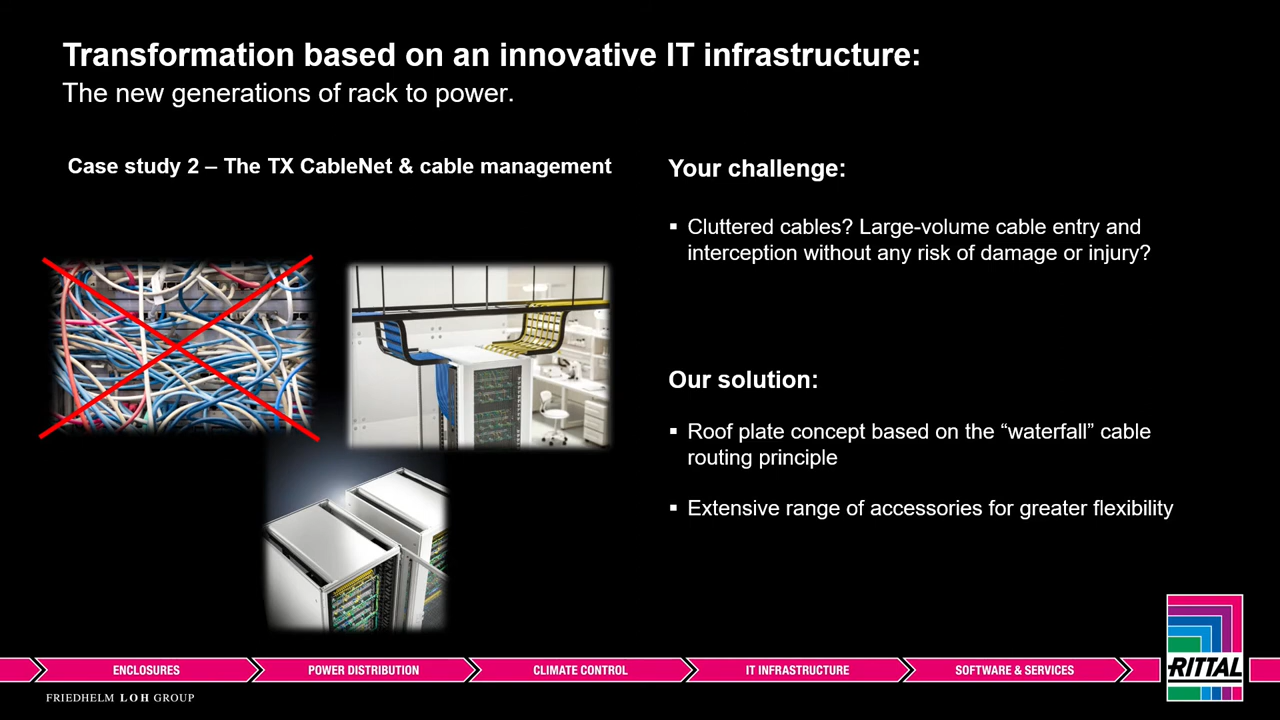 Transformation based on an innovative IT infrastructure:
The new generations of rack to power.
Case study 2 – The TX CableNet & cable management
Your challenge:
▪ Cluttered cables? Large-volume cable entry and
interception without any risk of damage or injury?
Our solution:
▪ Roof plate concept based on the “waterfall” cable
routing principle
▪ Extensive range of accessories for greater flexibility
ENCLOSURES
POWER DISTRIBUTION
CLIMATE CONTROL
IT INFRASTRUCTURE
SOFTWARE & SERVICES
RITTAL
FRIEDHELM LOH GROUP